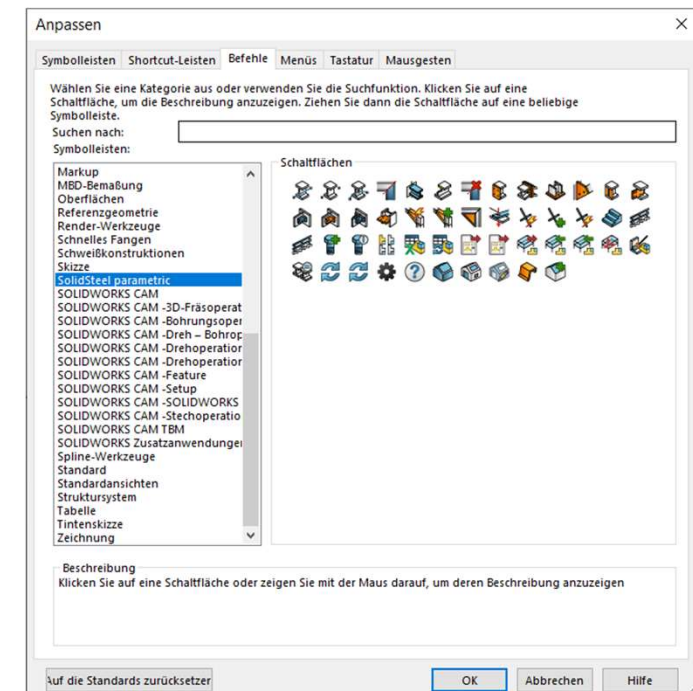 Anpassen
Symbolleisten Shortcut-Leisten Befehle Menüs Tastatur Mausgesten
Wählen Sie eine Kategorie aus oder verwenden Sie die Suchfunktion. Klicken Sie auf eine
Schaltfläche, um die Beschreibung anzuzeigen. Ziehen Sie dann die Schaltfläche auf eine beliebige
Symbolleiste.
Suchen nach:
Symbolleisten:
Schaltflächen
Markup
MBD-Bemaßung
Oberflächen
Referenzgeometrie
Render-Werkzeuge
Schnelles Fangen
Schweißkonstruktionen
Skizze
SolidSteel parametric
SOLIDWORKS CAM
SOLIDWORKS CAM -3D-Fräsoperat
SOLIDWORKS CAM -Bohrungsoper
SOLIDWORKS CAM -Dreh – Bohrop
SOLIDWORKS CAM -Drehoperation
SOLIDWORKS CAM -Drehoperation
SOLIDWORKS CAM -Feature
SOLIDWORKS CAM -Setup
SOLIDWORKS CAM -SOLIDWORKS
SOLIDWORKS CAM -Stechoperatio
SOLIDWORKS CAM TBM
SOLIDWORKS Zusatzanwendunger
Spline-Werkzeuge
Standard
Standardansichten
Struktursystem
Tabelle
Tintenskizze
Zeichnung
Beschreibung
Klicken Sie auf eine Schaltfläche oder zeigen Sie mit der Maus darauf, um deren Beschreibung anzuzeigen
Auf die Standards zurücksetzer OK Abbrechen Hilfe